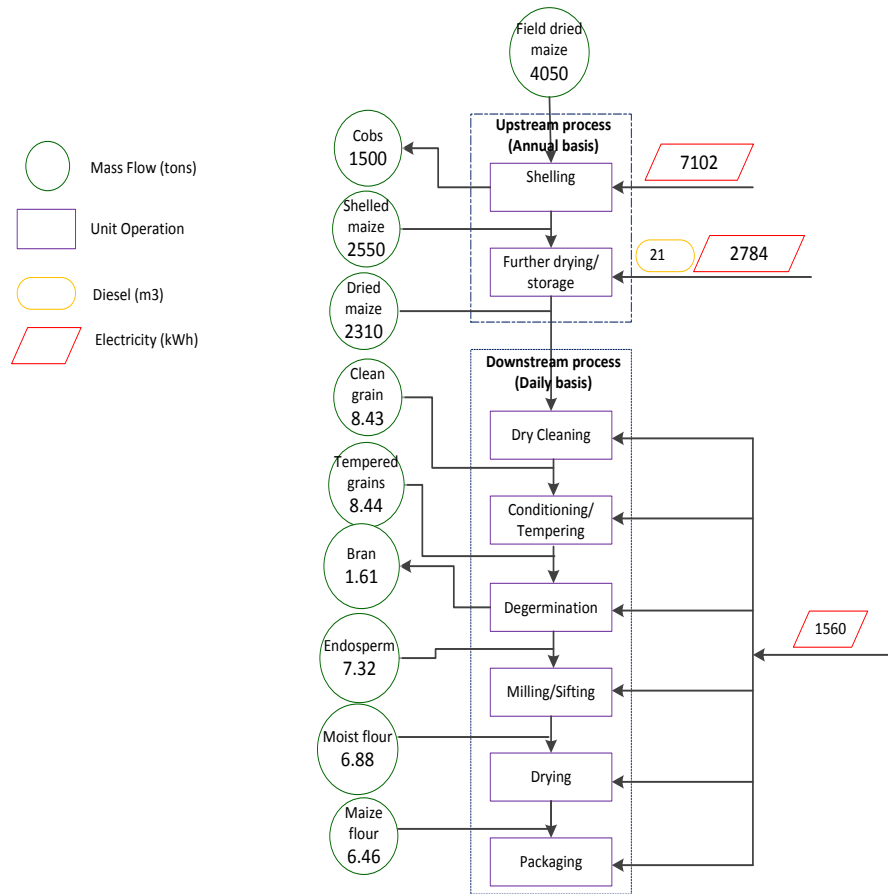 Field dried
maize
4050
Upstream process
(Annual basis)
Cobs
1500
Mass Flow (tons)
Shelling
7102
Shelled
maize
2550
Unit Operation
Further drying/
storage
21
2784
Diesel (m3)
Dried
maize
2310
Electricity (kWh)
Downstream process
(Daily basis)
Clean
grain
8.43
Dry Cleaning
Tempered
grains
8.44
Conditioning/
Tempering
Bran
1.61
Degermination
1560
Endosperm
7.32
Milling/Sifting
Moist flour
6.88
Drying
Maize
flour
6.46
Packaging